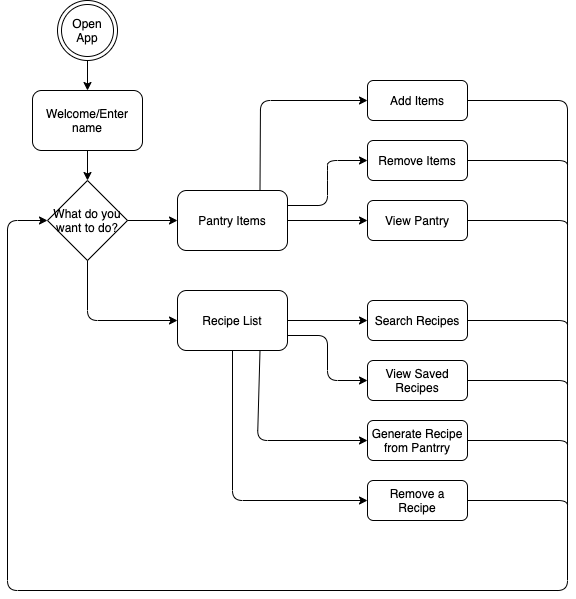 Open
App
Welcome/Enter
name
What do you
want to do?
Pantry Items
Add Items
Remove Items
View Pantry
Recipe List
Search Recipes
View Saved
Recipes
Generate Recipe
from Pantrry
Remove a
Recipe